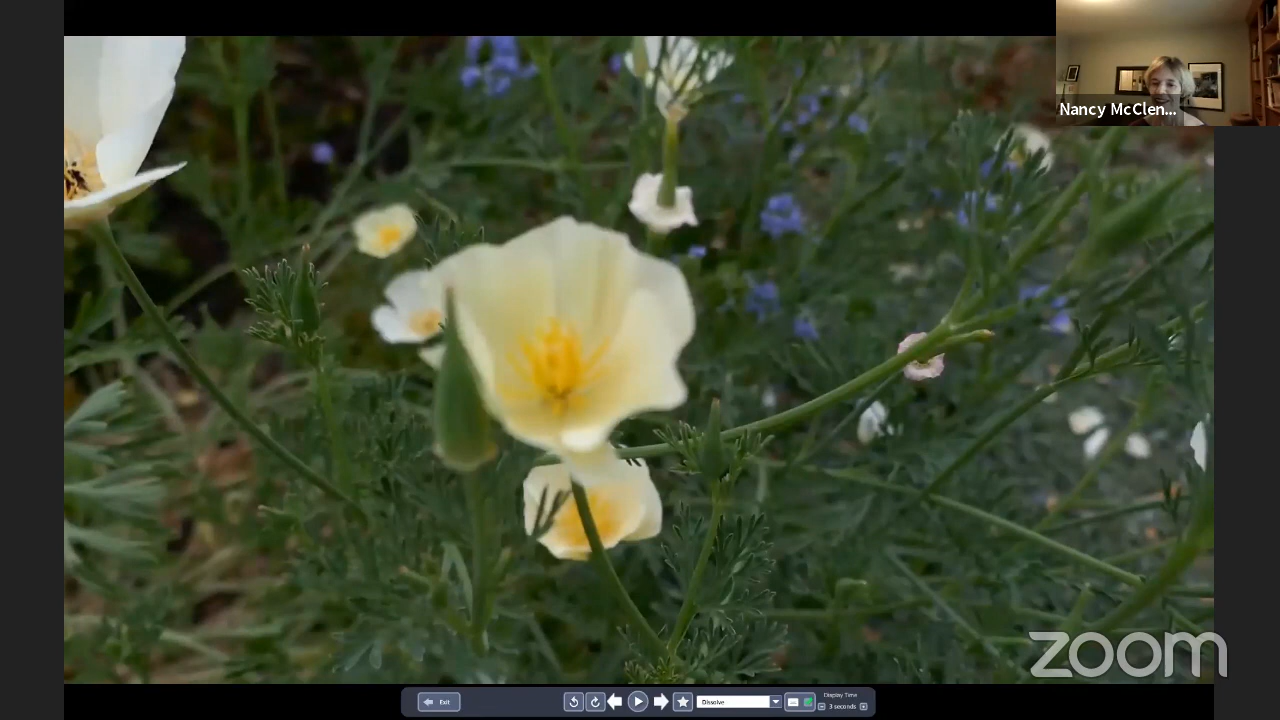 Nancy McClen...
zoom
Exit
Dissolve
Display Time
3 seconds